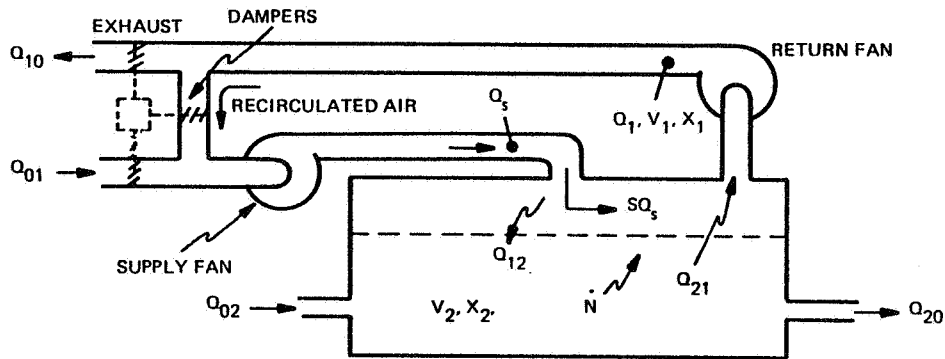 EXHAUST
DAMPERS
Q10
RETURN FAN
RECIRCULATED AIR
Qs
Q1, V1, X1
Q01
SQs
SUPPLY FAN
Q12
Q21
Q02
V2, X2,
Ṅ
Q20